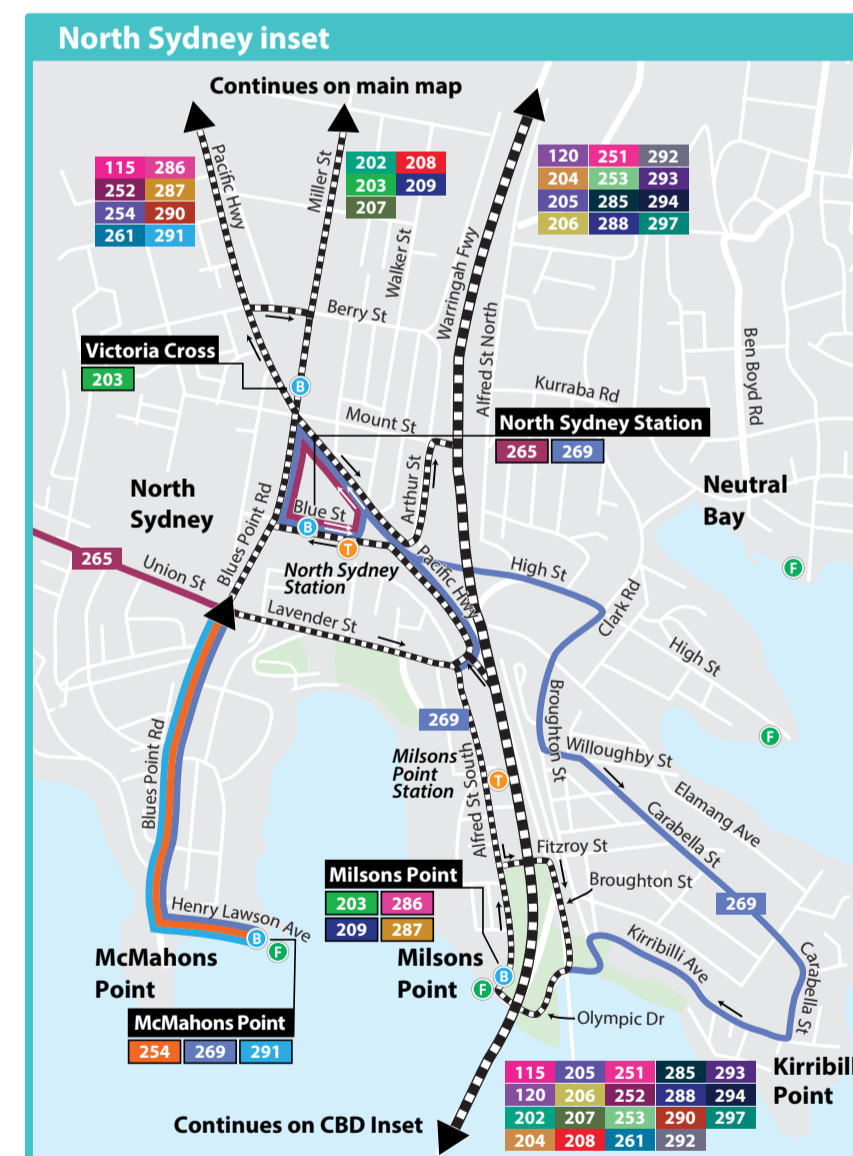 North Sydney inset
Continues on main map
115 286
252 287
254 290
261 291
Pacific Hwy
Miller St
202 208
203 209
207
Walker St
Warringah Fwy
120 251 292
204 253 293
205 285 294
206 288 297
Berry St
Alfred St North
Ben Boyd Rd
Victoria Cross
203
B
Kurraba Rd
Mount St
North Sydney Station
265 269
Arthur St
North
Sydney
Blues Point Rd
Blue St
B
T
North Sydney
Station
Neutral
Bay
F
265
Union St
Pacific Hwy
High St
Clark Rd
Lavender St
High St
F
Broughton St
269
Milsons
Point
Station
T
Alfred St South
Willoughby St
Elamang Ave
Carabella St
Blues Point Rd
Fitzroy St
Broughton St
269
Milsons Point
203 286
209 287
Henry Lawson Ave
B
F
McMahons
Point
Milsons
Point
B
F
Kirribilli Ave
Carabella St
Olympic Dr
McMahons Point
254 269 291
Kirribil
Point
115 205 251 285 293
120 206 252 288 294
202 207 253 290 297
204 208 261 292
Continues on CBD Inset